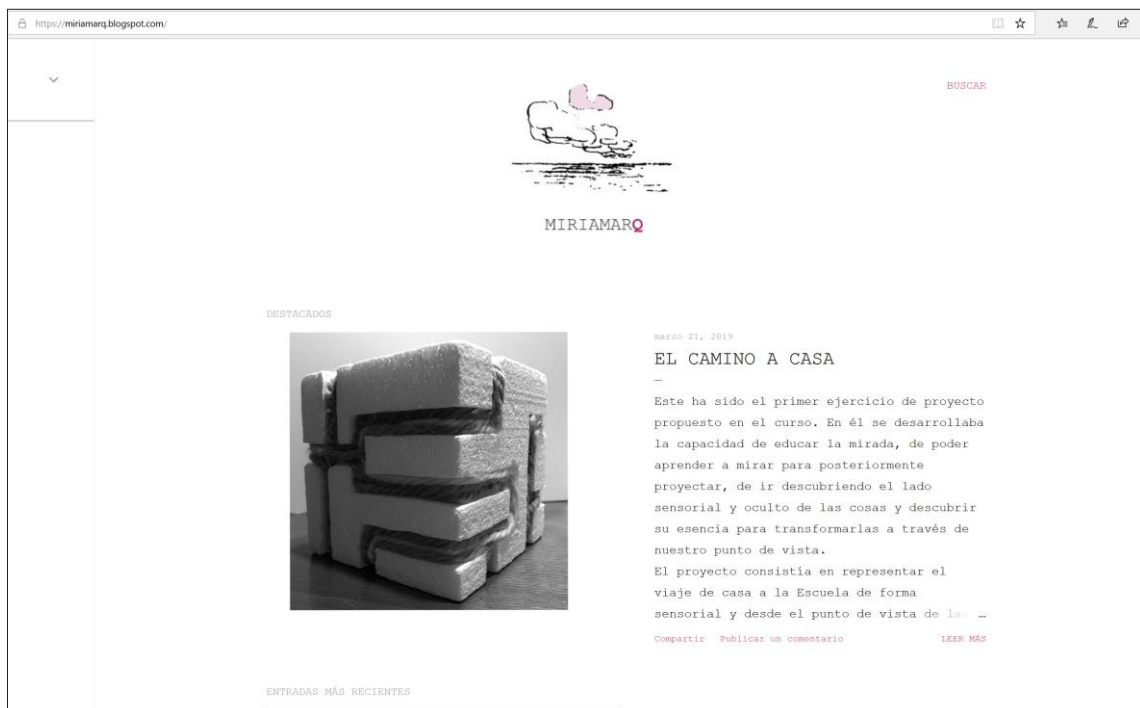 https://miriamarq.blogspot.com/
BUSCAR
MIRIAMARQ
DESTACADOS
marzo 21, 2019
EL CAMINO A CASA
—
Este ha sido el primer ejercicio de proyecto
propuesto en el curso. En él se desarrollaba
la capacidad de educar la mirada, de poder
aprender a mirar para posteriormente
proyectar, de ir descubriendo el lado
sensorial y oculto de las cosas y descubrir
su esencia para transformarlas a través de
nuestro punto de vista.
El proyecto consistía en representar el
viaje de casa a la Escuela de forma
sensorial y desde el punto de vista de la …
Compartir Publicar un comentario LEER MÁS
ENTRADAS MÁS RECIENTES